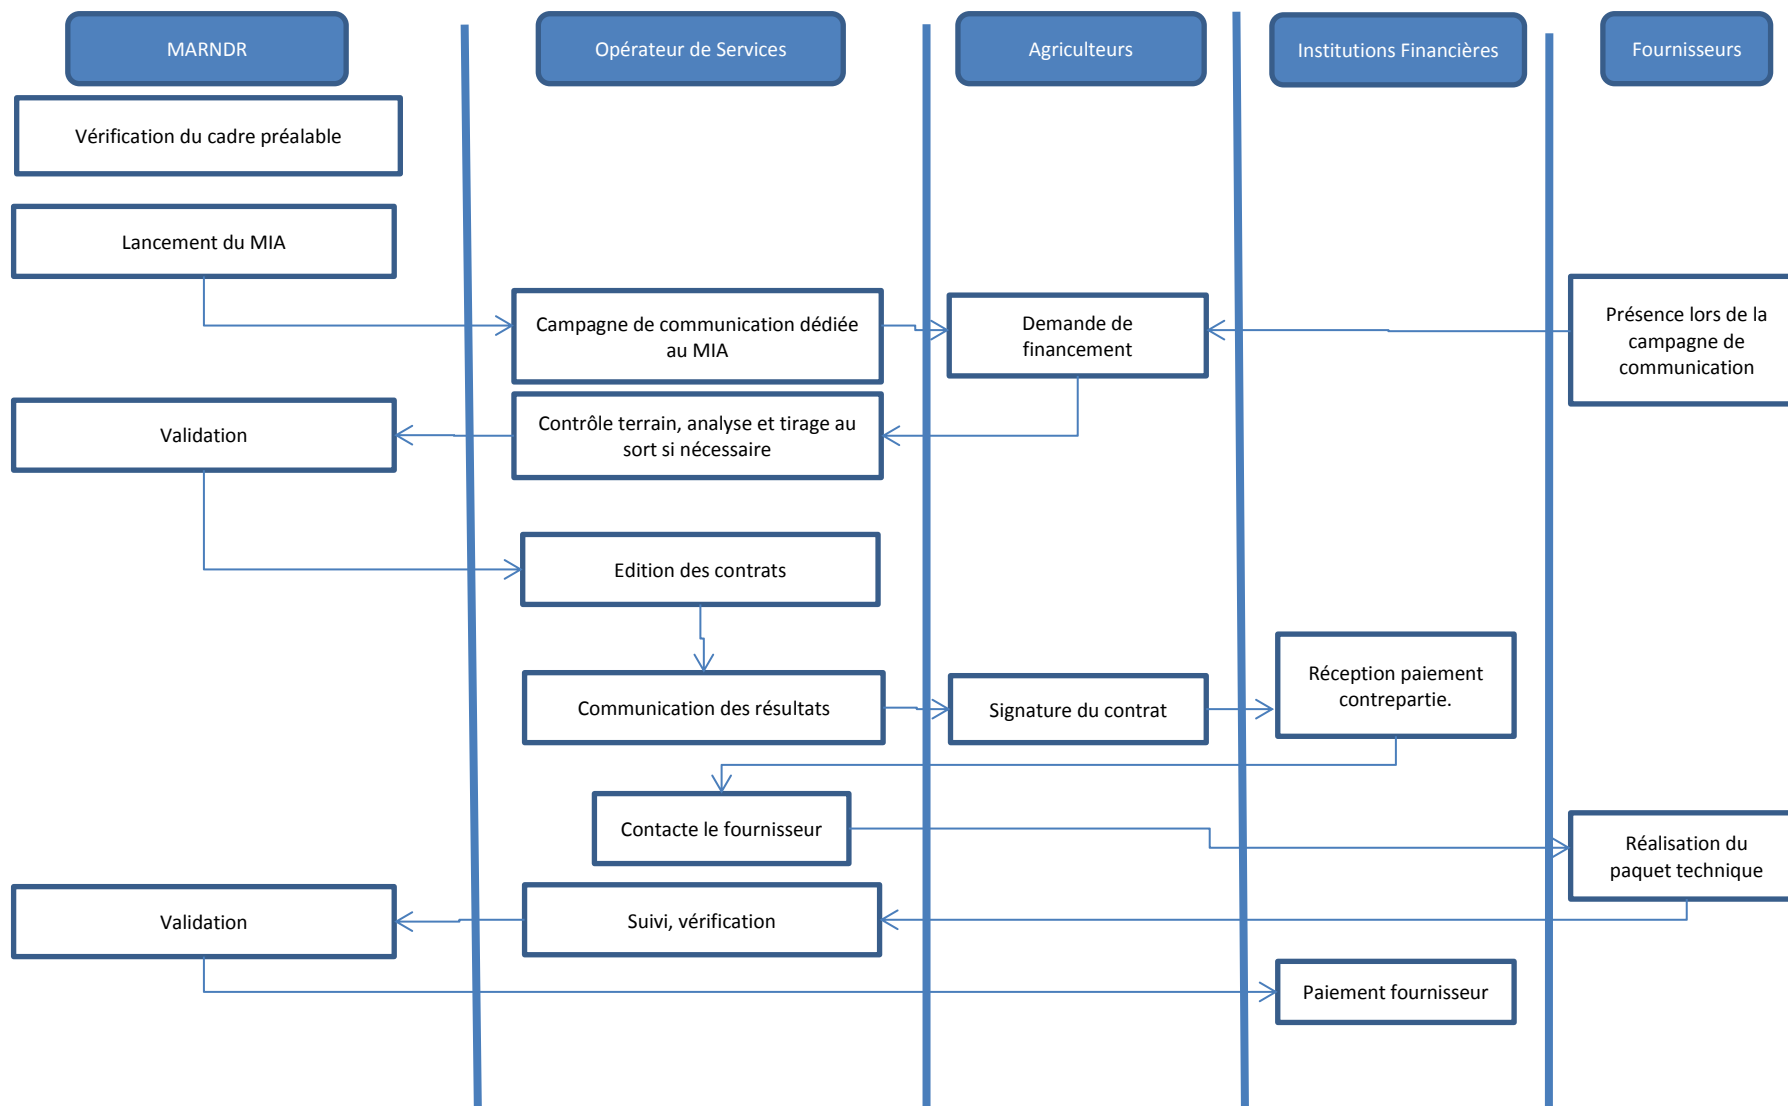 MARNDR
Opérateur de Services
Agriculteurs
Institutions Financières
Fournisseurs
Vérification du cadre préalable
Lancement du MIA
Campagne de communication dédiée
au MIA
Demande de
financement
Présence lors de la
campagne de
communication
Validation
Contrôle terrain, analyse et tirage au
sort si nécessaire
Edition des contrats
Communication des résultats
Signature du contrat
Réception paiement
contrepartie.
Contacte le fournisseur
Réalisation du
paquet technique
Validation
Suivi, vérification
Paiement fournisseur